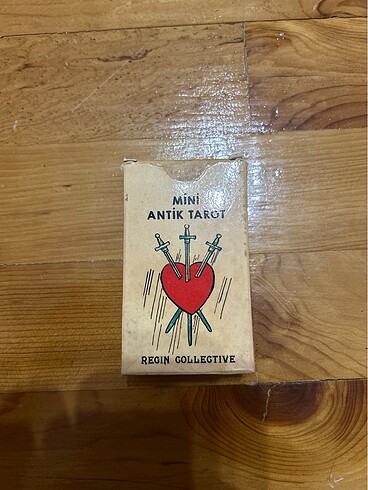 MİNİ
ANTİK TAROT
REGIN COLLECTIVE